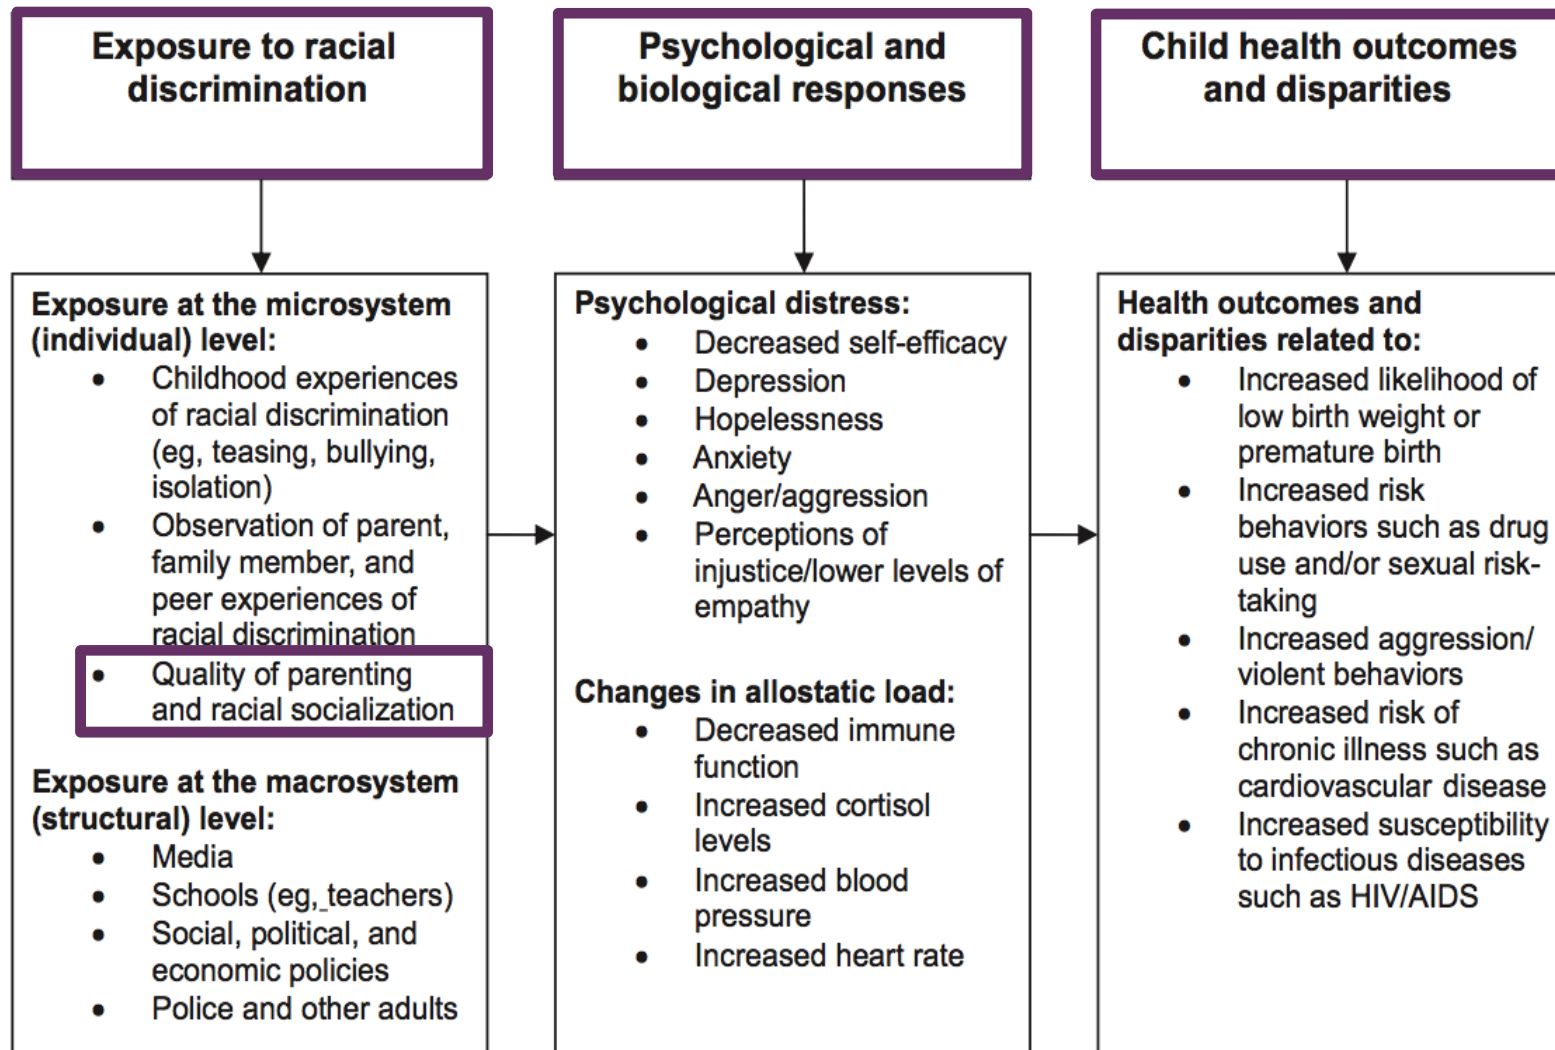 Exposure to racial
discrimination
Psychological and
biological responses
Child health outcomes
and disparities
Exposure at the microsystem
(individual) level:
• Childhood experiences
of racial discrimination
(eg, teasing, bullying,
isolation)
• Observation of parent,
family member, and
peer experiences of
racial discrimination
• Quality of parenting
and racial socialization
Exposure at the macrosystem
(structural) level:
• Media
• Schools (eg, teachers)
• Social, political, and
economic policies
• Police and other adults
Psychological distress:
• Decreased self-efficacy
• Depression
• Hopelessness
• Anxiety
• Anger/aggression
• Perceptions of
injustice/lower levels of
empathy
Changes in allostatic load:
• Decreased immune
function
• Increased cortisol
levels
• Increased blood
pressure
• Increased heart rate
Health outcomes and
disparities related to:
• Increased likelihood of
low birth weight or
premature birth
• Increased risk
behaviors such as drug
use and/or sexual risk-
taking
• Increased aggression/
violent behaviors
• Increased risk of
chronic illness such as
cardiovascular disease
• Increased susceptibility
to infectious diseases
such as HIV/AIDS